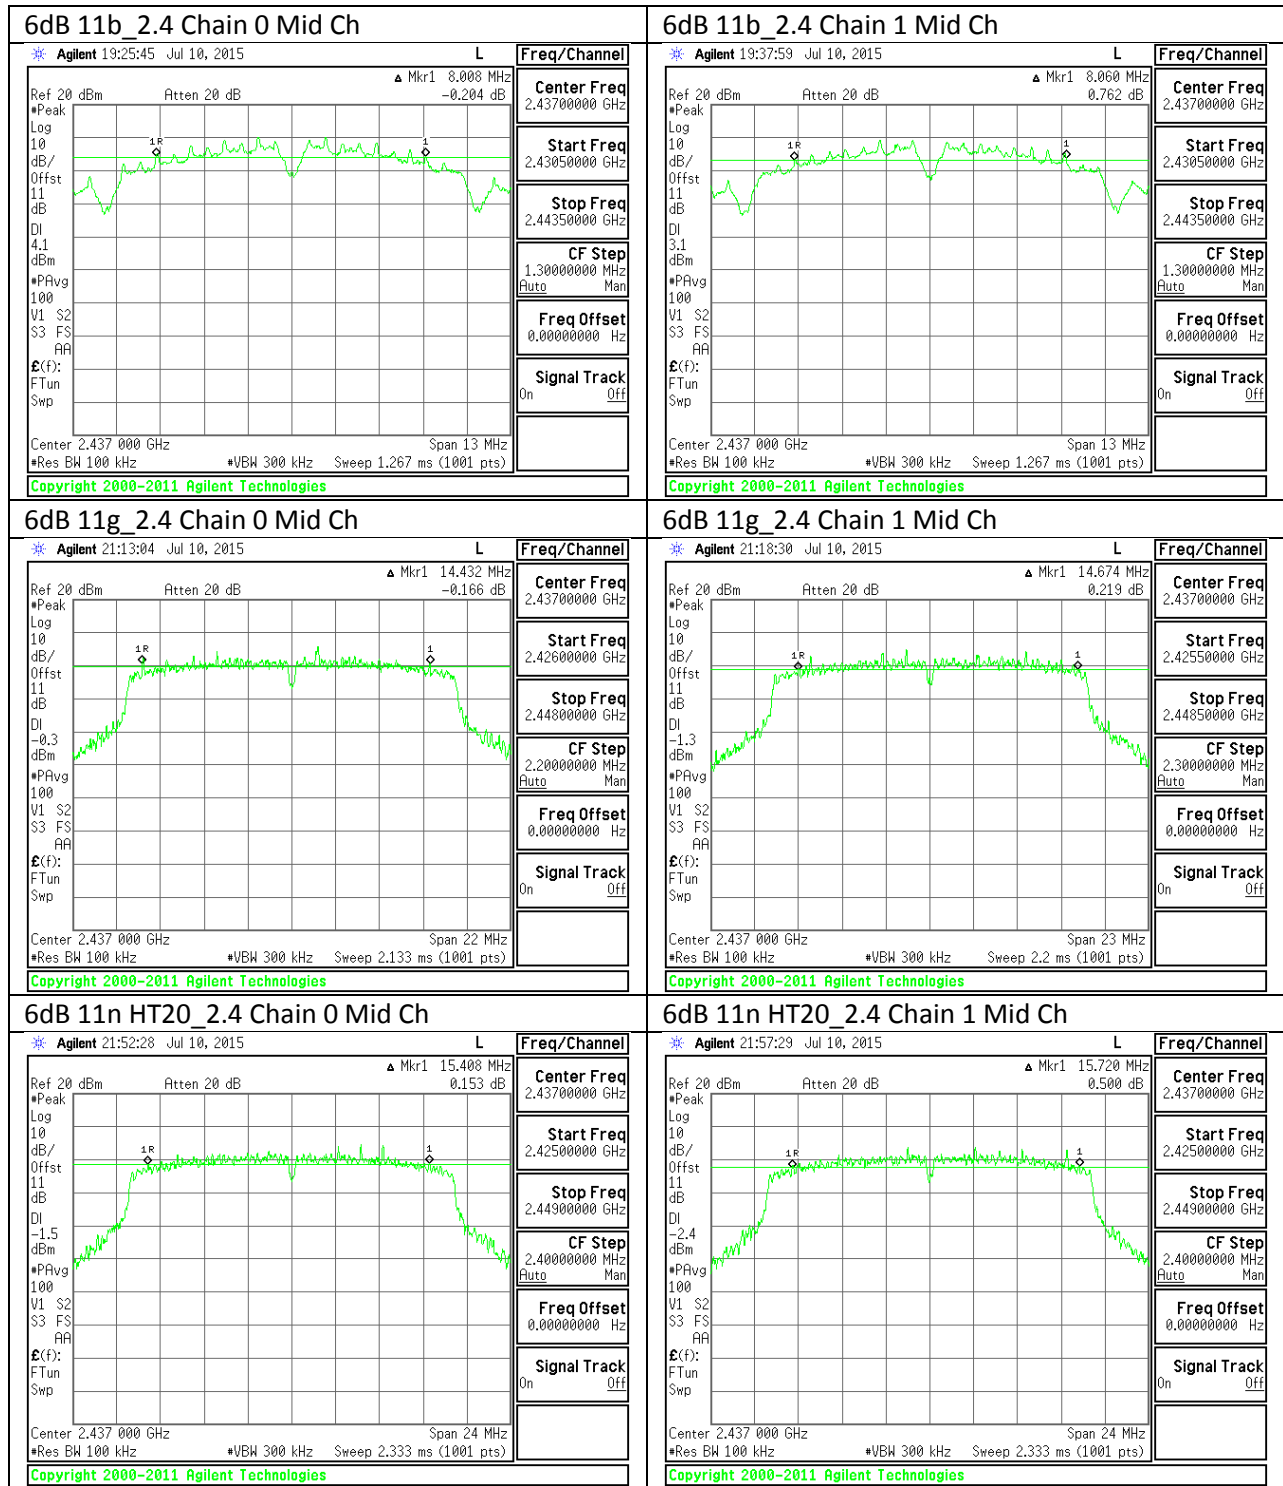 6dB 11b_2.4 Chain 0 Mid Ch
Agilent 19:25:45 Jul 10, 2015 L
Freq/Channel
Δ Mkr1 8.008 MHz
Ref 20 dBm Atten 20 dB -0.204 dB
#Peak
Log
10
dB/
Offst
11
dB
DI
4.1
dBm
#PAvg
100
V1 S2
S3 FS
AA
£(f):
FTun
Swp
1R
1
Center 2.437 000 GHz Span 13 MHz
#Res BW 100 kHz #VBW 300 kHz Sweep 1.267 ms (1001 pts)
Center Freq
2.43700000 GHz
Start Freq
2.43050000 GHz
Stop Freq
2.44350000 GHz
CF Step
1.30000000 MHz
Auto Man
Freq Offset
0.00000000 Hz
Signal Track
On Off
Copyright 2000-2011 Agilent Technologies
6dB 11b_2.4 Chain 1 Mid Ch
Agilent 19:37:59 Jul 10, 2015 L
Freq/Channel
Δ Mkr1 8.060 MHz
Ref 20 dBm Atten 20 dB 0.762 dB
#Peak
Log
10
dB/
Offst
11
dB
DI
3.1
dBm
#PAvg
100
V1 S2
S3 FS
AA
£(f):
FTun
Swp
1R
1
Center 2.437 000 GHz Span 13 MHz
#Res BW 100 kHz #VBW 300 kHz Sweep 1.267 ms (1001 pts)
Center Freq
2.43700000 GHz
Start Freq
2.43050000 GHz
Stop Freq
2.44350000 GHz
CF Step
1.30000000 MHz
Auto Man
Freq Offset
0.00000000 Hz
Signal Track
On Off
Copyright 2000-2011 Agilent Technologies
6dB 11g_2.4 Chain 0 Mid Ch
Agilent 21:13:04 Jul 10, 2015 L
Freq/Channel
Δ Mkr1 14.432 MHz
Ref 20 dBm Atten 20 dB -0.166 dB
#Peak
Log
10
dB/
Offst
11
dB
DI
-0.3
dBm
#PAvg
100
V1 S2
S3 FS
AA
£(f):
FTun
Swp
1R
1
Center 2.437 000 GHz Span 22 MHz
#Res BW 100 kHz #VBW 300 kHz Sweep 2.133 ms (1001 pts)
Center Freq
2.43700000 GHz
Start Freq
2.42600000 GHz
Stop Freq
2.44800000 GHz
CF Step
2.20000000 MHz
Auto Man
Freq Offset
0.00000000 Hz
Signal Track
On Off
Copyright 2000-2011 Agilent Technologies
6dB 11g_2.4 Chain 1 Mid Ch
Agilent 21:18:30 Jul 10, 2015 L
Freq/Channel
Δ Mkr1 14.674 MHz
Ref 20 dBm Atten 20 dB 0.219 dB
#Peak
Log
10
dB/
Offst
11
dB
DI
-1.3
dBm
#PAvg
100
V1 S2
S3 FS
AA
£(f):
FTun
Swp
1R
1
Center 2.437 000 GHz Span 23 MHz
#Res BW 100 kHz #VBW 300 kHz Sweep 2.2 ms (1001 pts)
Center Freq
2.43700000 GHz
Start Freq
2.42550000 GHz
Stop Freq
2.44850000 GHz
CF Step
2.30000000 MHz
Auto Man
Freq Offset
0.00000000 Hz
Signal Track
On Off
Copyright 2000-2011 Agilent Technologies
6dB 11n HT20_2.4 Chain 0 Mid Ch
Agilent 21:52:28 Jul 10, 2015 L
Freq/Channel
Δ Mkr1 15.408 MHz
Ref 20 dBm Atten 20 dB 0.153 dB
#Peak
Log
10
dB/
Offst
11
dB
DI
-1.5
dBm
#PAvg
100
V1 S2
S3 FS
AA
£(f):
FTun
Swp
1R
1
Center 2.437 000 GHz Span 24 MHz
#Res BW 100 kHz #VBW 300 kHz Sweep 2.333 ms (1001 pts)
Center Freq
2.43700000 GHz
Start Freq
2.42500000 GHz
Stop Freq
2.44900000 GHz
CF Step
2.40000000 MHz
Auto Man
Freq Offset
0.00000000 Hz
Signal Track
On Off
Copyright 2000-2011 Agilent Technologies
6dB 11n HT20_2.4 Chain 1 Mid Ch
Agilent 21:57:29 Jul 10, 2015 L
Freq/Channel
Δ Mkr1 15.720 MHz
Ref 20 dBm Atten 20 dB 0.500 dB
#Peak
Log
10
dB/
Offst
11
dB
DI
-2.4
dBm
#PAvg
100
V1 S2
S3 FS
AA
£(f):
FTun
Swp
1R
1
Center 2.437 000 GHz Span 24 MHz
#Res BW 100 kHz #VBW 300 kHz Sweep 2.333 ms (1001 pts)
Center Freq
2.43700000 GHz
Start Freq
2.42500000 GHz
Stop Freq
2.44900000 GHz
CF Step
2.40000000 MHz
Auto Man
Freq Offset
0.00000000 Hz
Signal Track
On Off
Copyright 2000-2011 Agilent Technologies